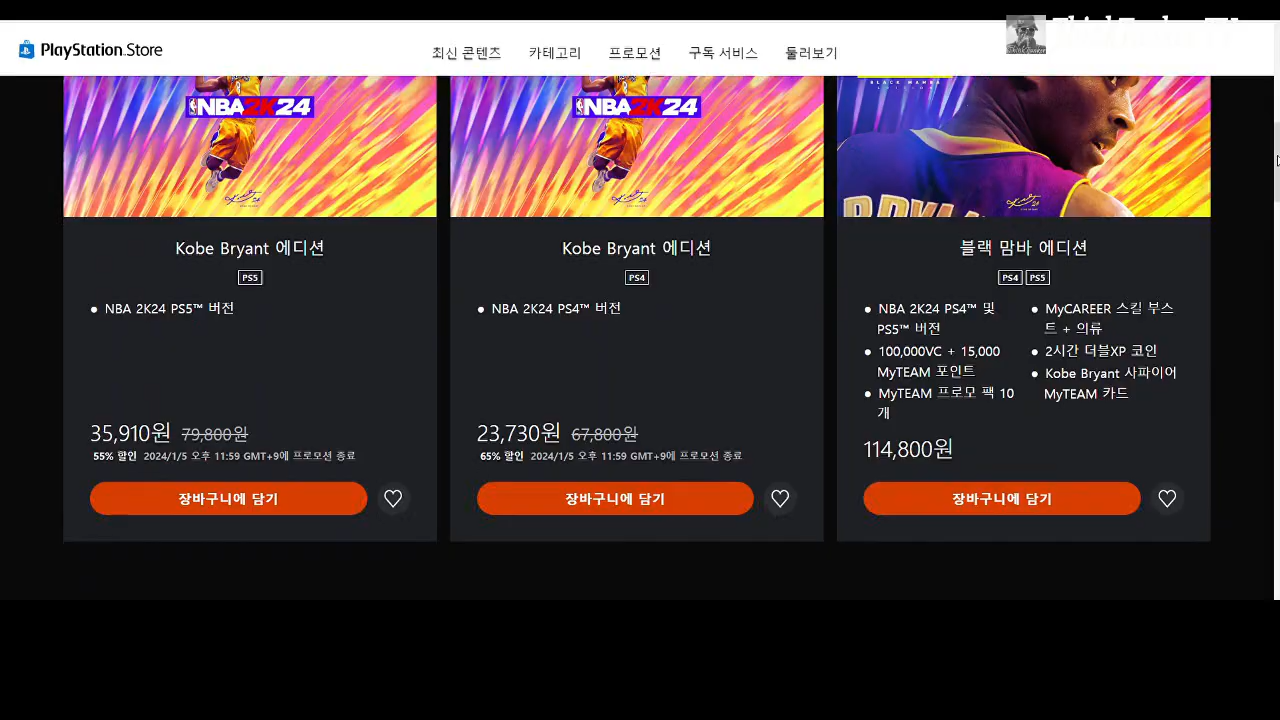 PlayStation Store
최신 콘텐츠 카테고리 프로모션 구독 서비스 둘러보기
NBA 2K24
NBA 2K24
BLACK MAMBA
EDITION
Kobe Bryant 에디션
PS5
● NBA 2K24 PS5™ 버전
35,910원 79,800원
55% 할인 2024/1/5 오후 11:59 GMT+9에 프로모션 종료
장바구니에 담기
Kobe Bryant 에디션
PS4
● NBA 2K24 PS4™ 버전
23,730원 67,800원
65% 할인 2024/1/5 오후 11:59 GMT+9에 프로모션 종료
장바구니에 담기
블랙 맘바 에디션
PS4 PS5
● NBA 2K24 PS4™ 및
PS5™ 버전
● 100,000VC + 15,000
MyTEAM 포인트
● MyTEAM 프로모 팩 10
개
● MyCAREER 스킬 부스
트 + 의류
● 2시간 더블XP 코인
● Kobe Bryant 사파이어
MyTEAM 카드
114,800원
장바구니에 담기